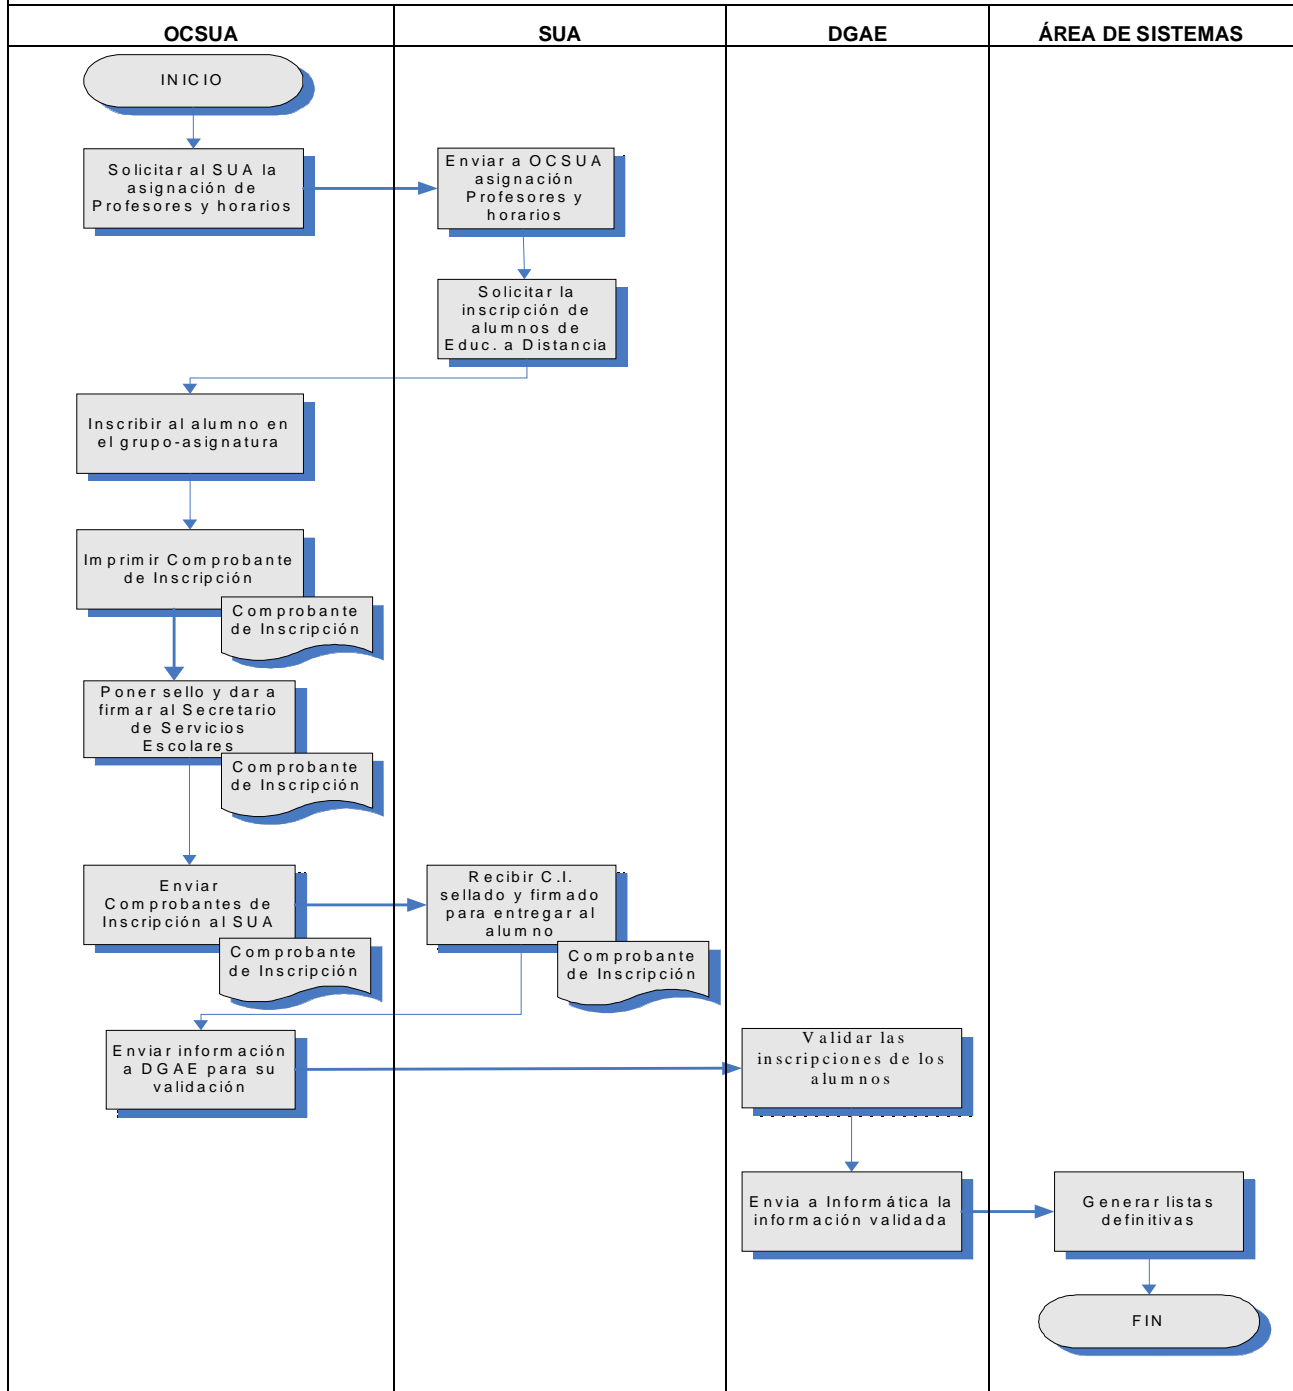 OCSUA
SUA
DGAE
ÁREA DE SISTEMAS
INICIO
Solicitar al SUA la
asignación de
Profesores y horarios
Enviar a OCSUA
asignación
Profesores y
horarios
Solicitar la
inscripción de
alumnos de
Educ. a Distancia
Inscribir al alumno en
el grupo-asignatura
Imprimir Comprobante
de Inscripción
Comprobante
de Inscripción
Poner sello y dar a
firmar al Secretario
de Servicios
Escolares
Comprobante
de Inscripción
Enviar
Comprobantes de
Inscripción al SUA
Comprobante
de Inscripción
Recibir C.I.
sellado y firmado
para entregar al
alumno
Comprobante
de Inscripción
Enviar información
a DGAE para su
validación
Validar las
inscripciones de los
alumnos
Envia a Informática la
información validada
Generar listas
definitivas
FIN